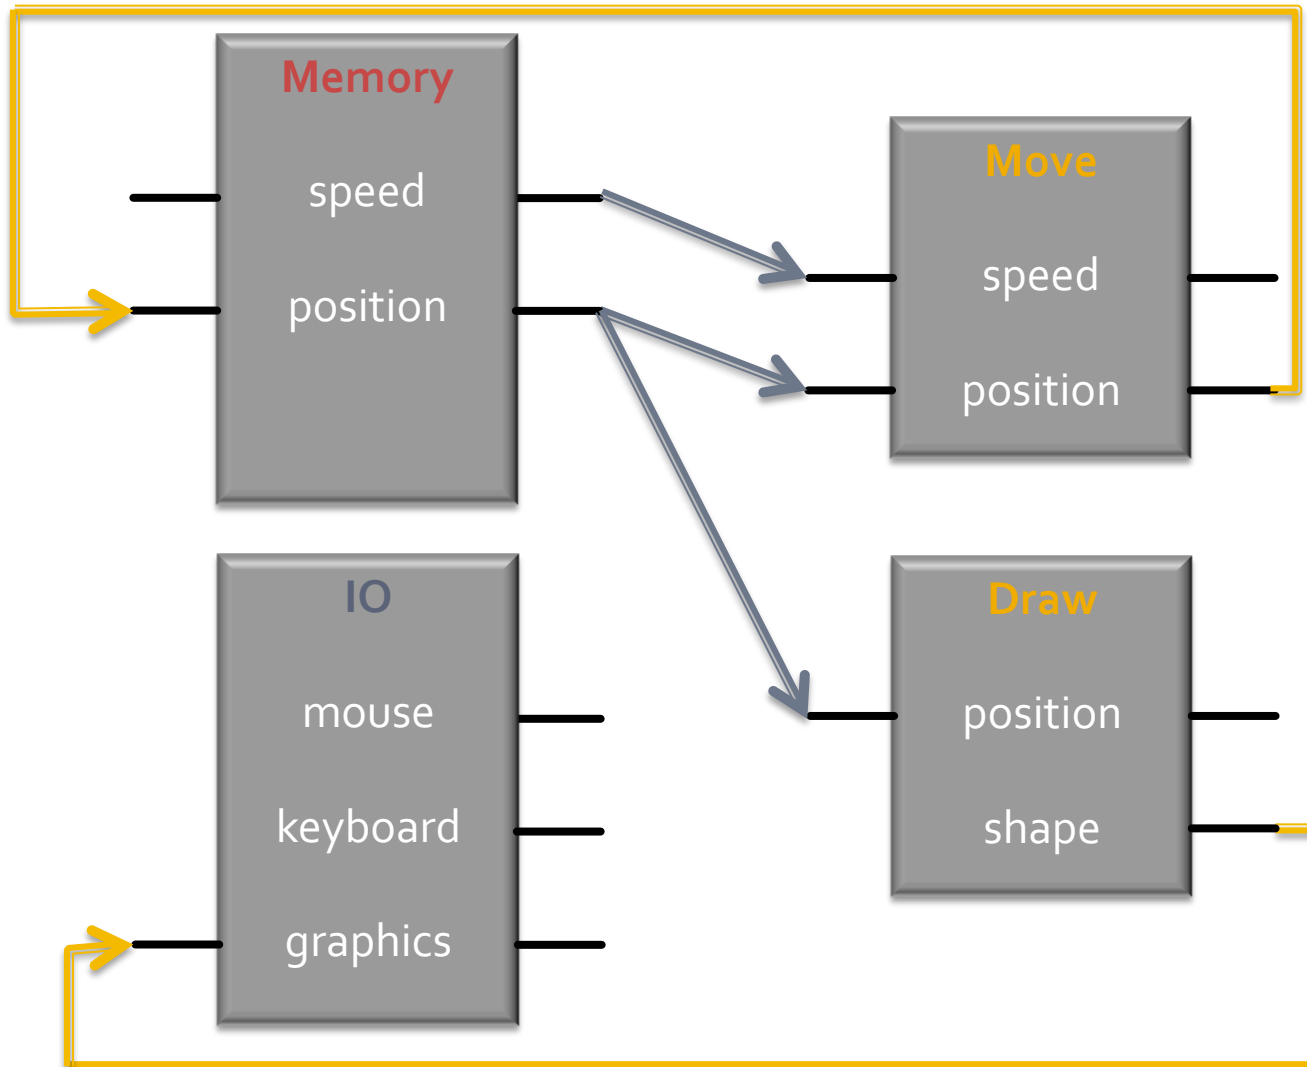 Memory
speed
position
Move
speed
position
IO
mouse
keyboard
graphics
Draw
position
shape